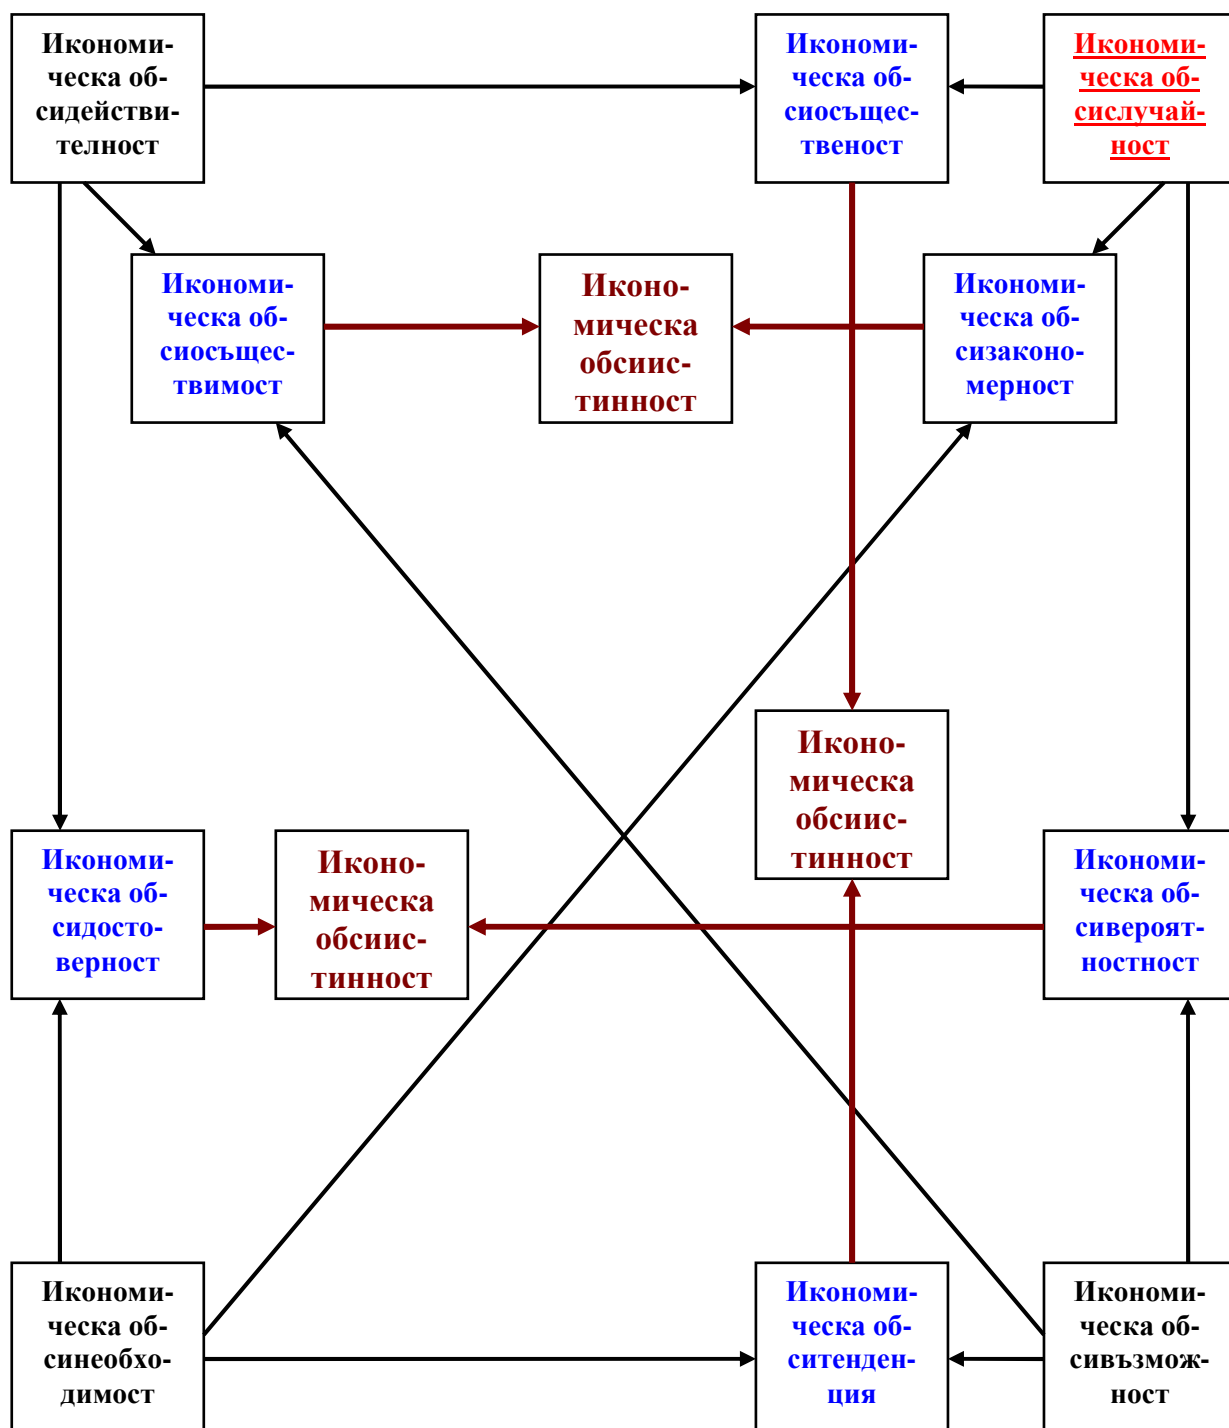 Икономи-
ческа об-
сидействи-
телност
Икономи-
ческа об-
сиосъщес-
твеност
Икономи-
ческа об-
сислучай-
ност
Икономи-
ческа об-
сиосъщес-
твимост
Иконо-
мическа
обсиис-
тинност
Икономи-
ческа об-
сизаконо-
мерност
Иконо-
мическа
обсиис-
тинност
Икономи-
ческа об-
сидосто-
верност
Иконо-
мическа
обсиис-
тинност
Икономи-
ческа об-
сивероят-
ностност
Икономи-
ческа об-
синеобхо-
димост
Икономи-
ческа об-
ситенден-
ция
Икономи-
ческа об-
сивъзмож-
ност